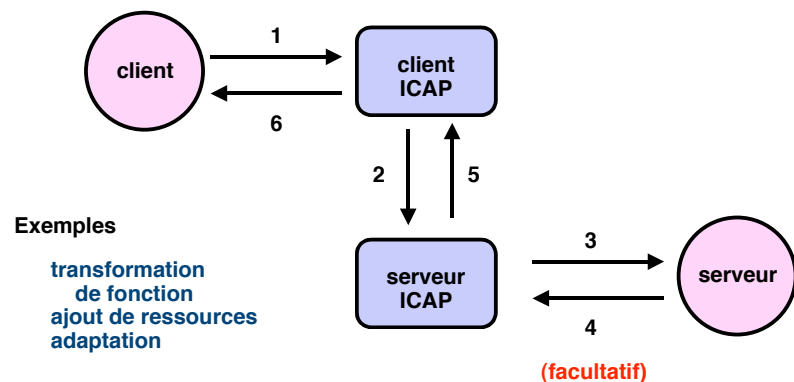 1
client
client
ICAP
6
2
5
Exemples
3
transformation
de fonction
ajout de ressources
adaptation
serveur
ICAP
serveur
4
(facultatif)